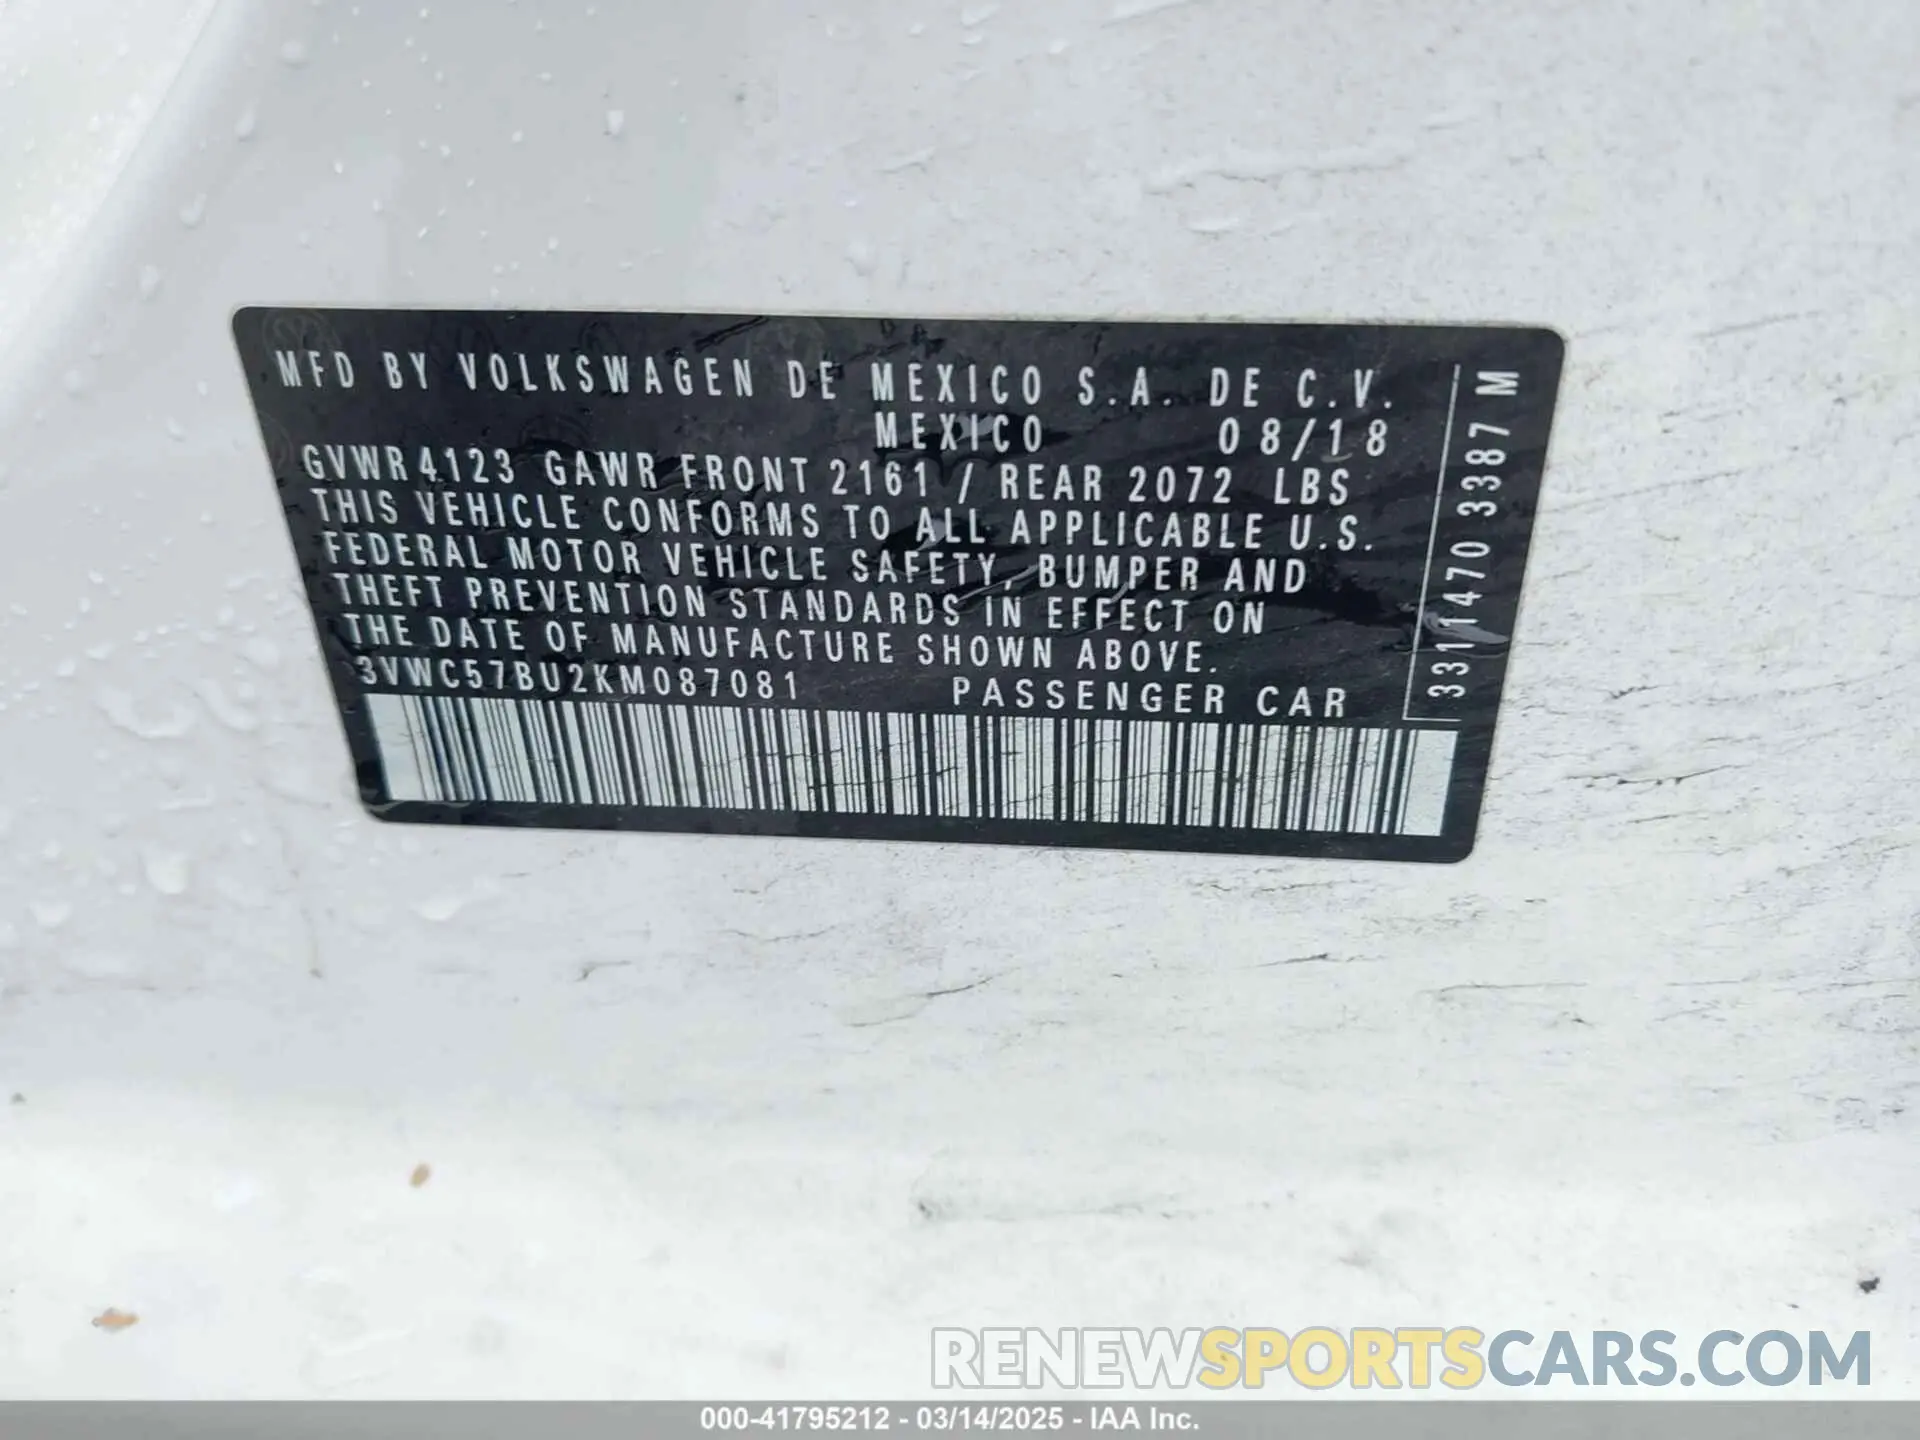 MFD BY VOLKSWAGEN DE MEXICO S.A. DE C.V.
MEXICO 08/18
GVWR 4123 GAWR FRONT 2161 / REAR 2072 LBS
THIS VEHICLE CONFORMS TO ALL APPLICABLE U.S.
FEDERAL MOTOR VEHICLE SAFETY, BUMPER AND
THEFT PREVENTION STANDARDS IN EFFECT ON
THE DATE OF MANUFACTURE SHOWN ABOVE.
3VWC57BU2KM087081 PASSENGER CAR
331 1470 3387 M
RENEWSPORTSCARS.COM
000-41795212 - 03/14/2025 - IAA Inc.